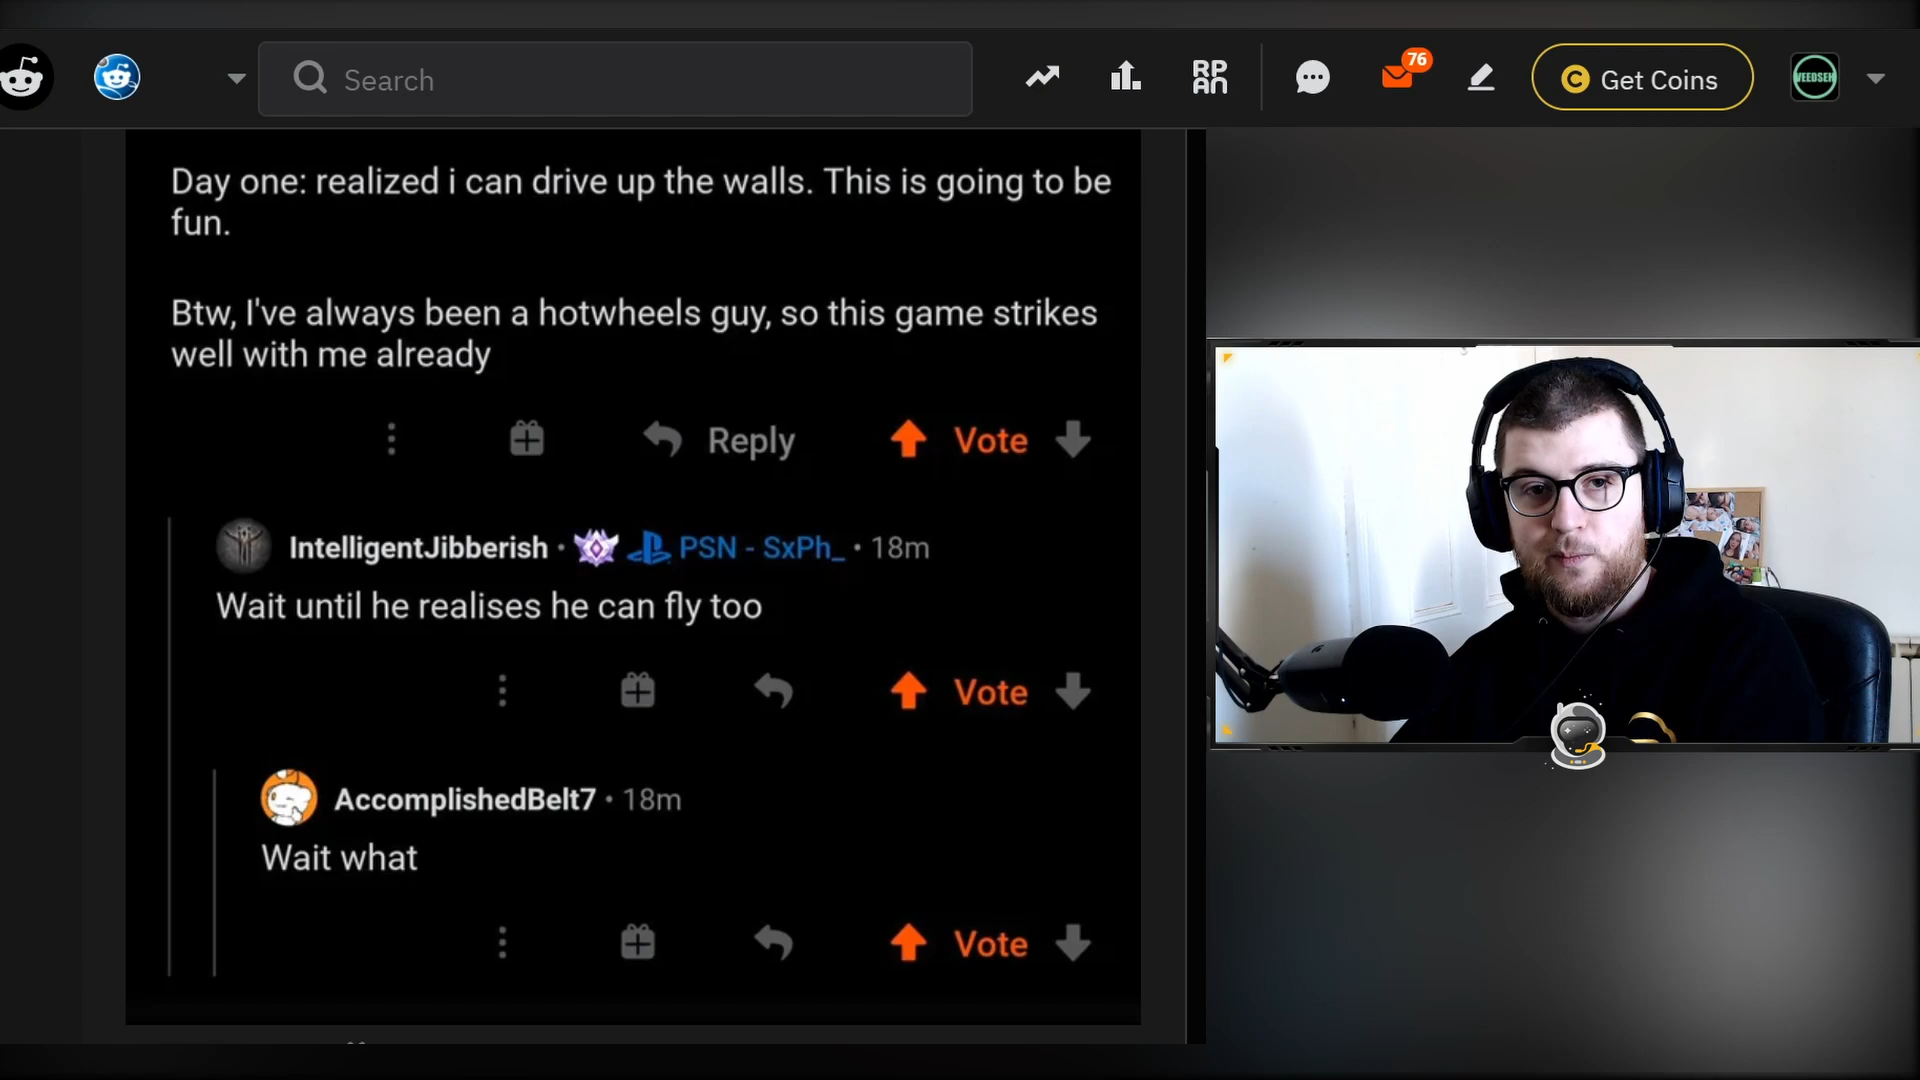 Search
RPAN
76
Get Coins
Day one: realized i can drive up the walls. This is going to be
fun.
Btw, I've always been a hotwheels guy, so this game strikes
well with me already
Reply
Vote
IntelligentJibberish · PSN - SxPh_ · 18m
Wait until he realises he can fly too
Vote
AccomplishedBelt7 · 18m
Wait what
Vote